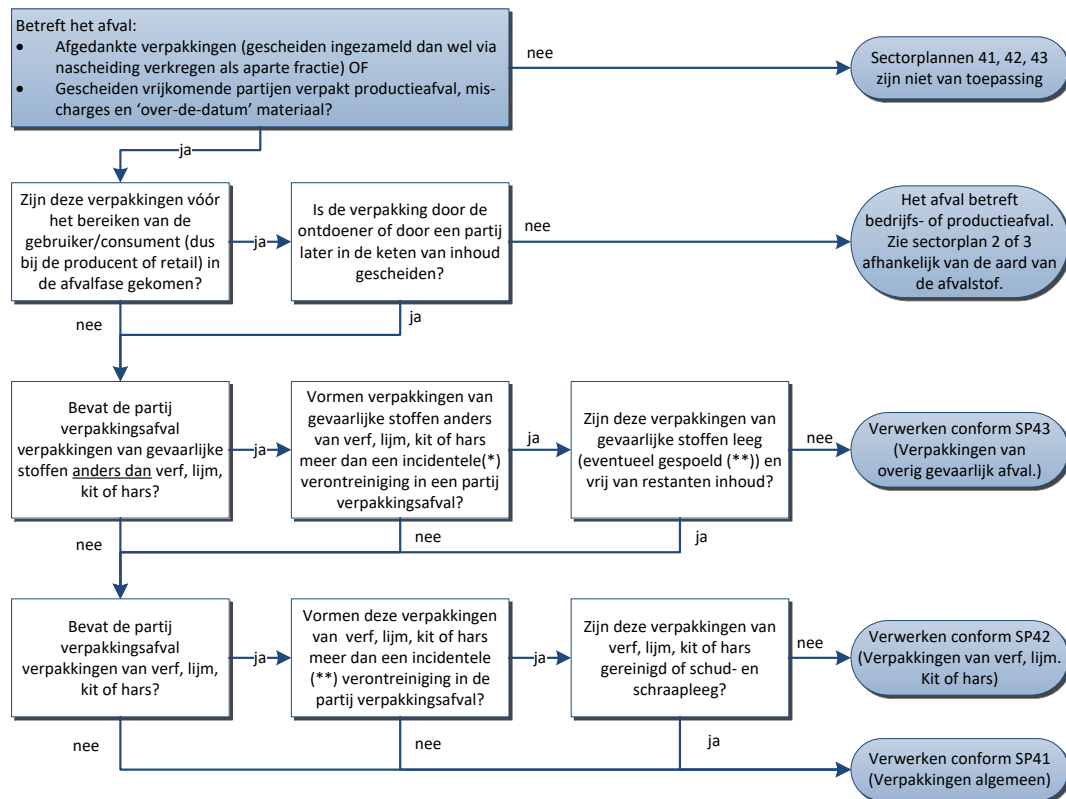 Betreft het afval:
• Afgedankte verpakkingen (gescheiden ingezameld dan wel via
nascheiding verkregen als aparte fractie) OF
• Gescheiden vrijkomende partijen verpakt productieafval, mis-
charges en ‘over-de-datum’ materiaal?
nee
Sectorplannen 41, 42, 43
zijn niet van toepassing
ja
Zijn deze verpakkingen vóór
het bereiken van de
gebruiker/consument (dus
bij de producent of retail) in
de afvalfase gekomen?
ja
Is de verpakking door de
ontdoener of door een partij
later in de keten van inhoud
gescheiden?
nee
Het afval betreft
bedrijfs- of productieafval.
Zie sectorplan 2 of 3
afhankelijk van de aard van
de afvalstof.
nee
ja
Bevat de partij
verpakkingsafval
verpakkingen van gevaarlijke
stoffen anders dan verf, lijm,
kit of hars?
ja
Vormen verpakkingen van
gevaarlijke stoffen anders
van verf, lijm, kit of hars
meer dan een incidentele(*)
verontreiniging in een partij
verpakkingsafval?
ja
Zijn deze verpakkingen van
gevaarlijke stoffen leeg
(eventueel gespoeld (**)) en
vrij van restanten inhoud?
nee
Verwerken conform SP43
(Verpakkingen van
overig gevaarlijk afval.)
nee
nee
ja
Bevat de partij
verpakkingsafval
verpakkingen van verf, lijm,
kit of hars?
ja
Vormen deze verpakkingen
van verf, lijm, kit of hars
meer dan een incidentele
(**) verontreiniging in de
partij verpakkingsafval?
ja
Zijn deze verpakkingen van
verf, lijm, kit of hars
gereinigd of schud- en
schraapleeg?
nee
Verwerken conform SP42
(Verpakkingen van verf, lijm.
Kit of hars)
nee
nee
ja
Verwerken conform SP41
(Verpakkingen algemeen)